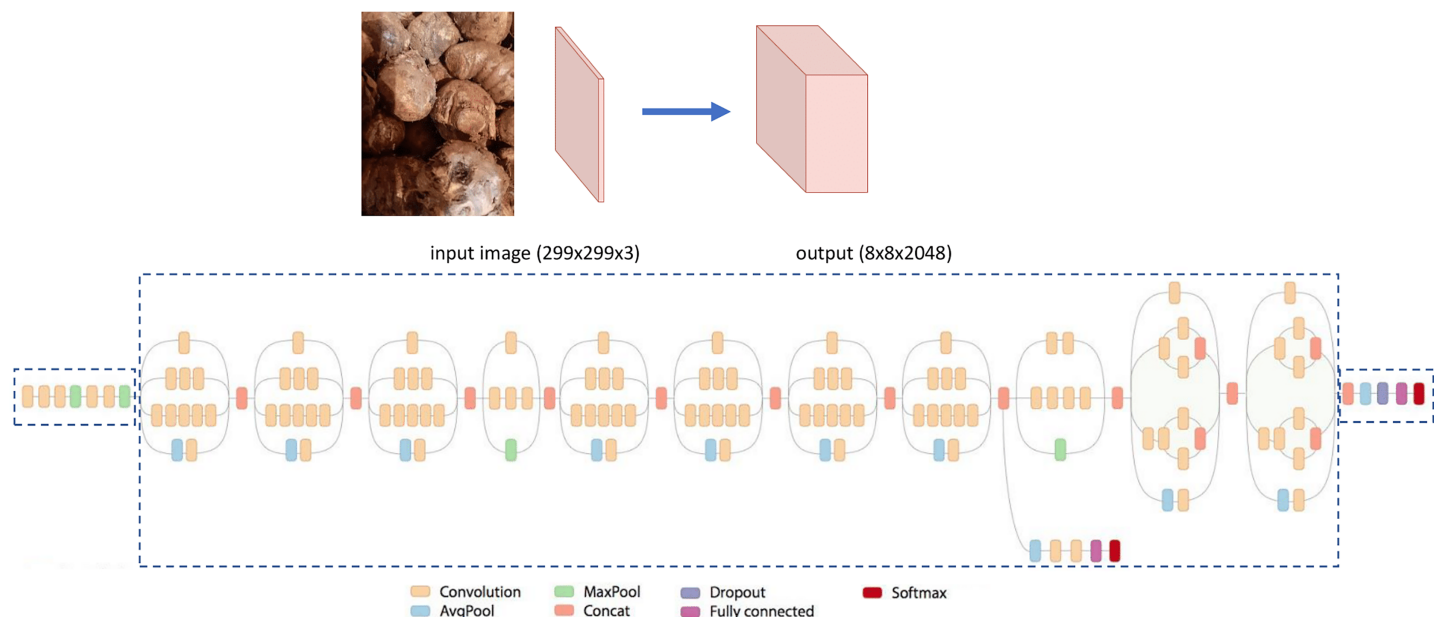 input image (299x299x3)
output (8x8x2048)
Convolution
MaxPool
Dropout
Softmax
AvgPool
Concat
Fully connected